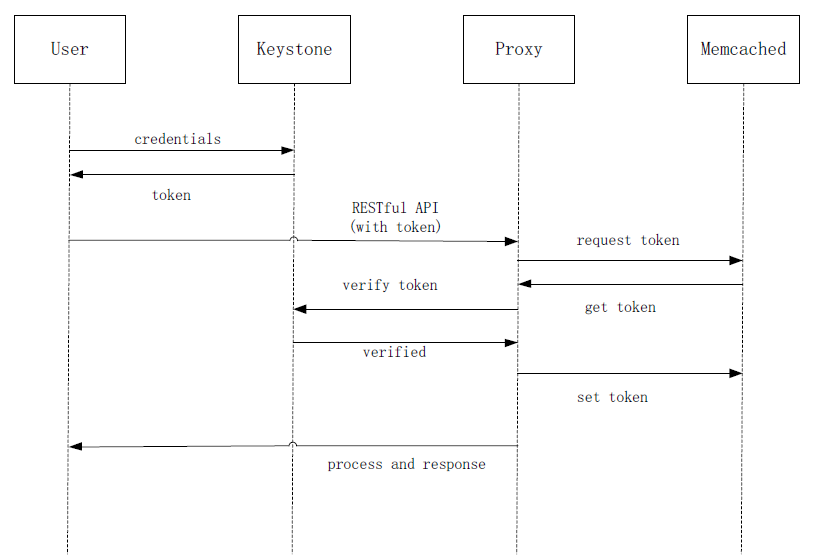 User
Keystone
Proxy
Memcached
credentials
token
RESTful API
(with token)
request token
verify token
get token
verified
set token
process and response